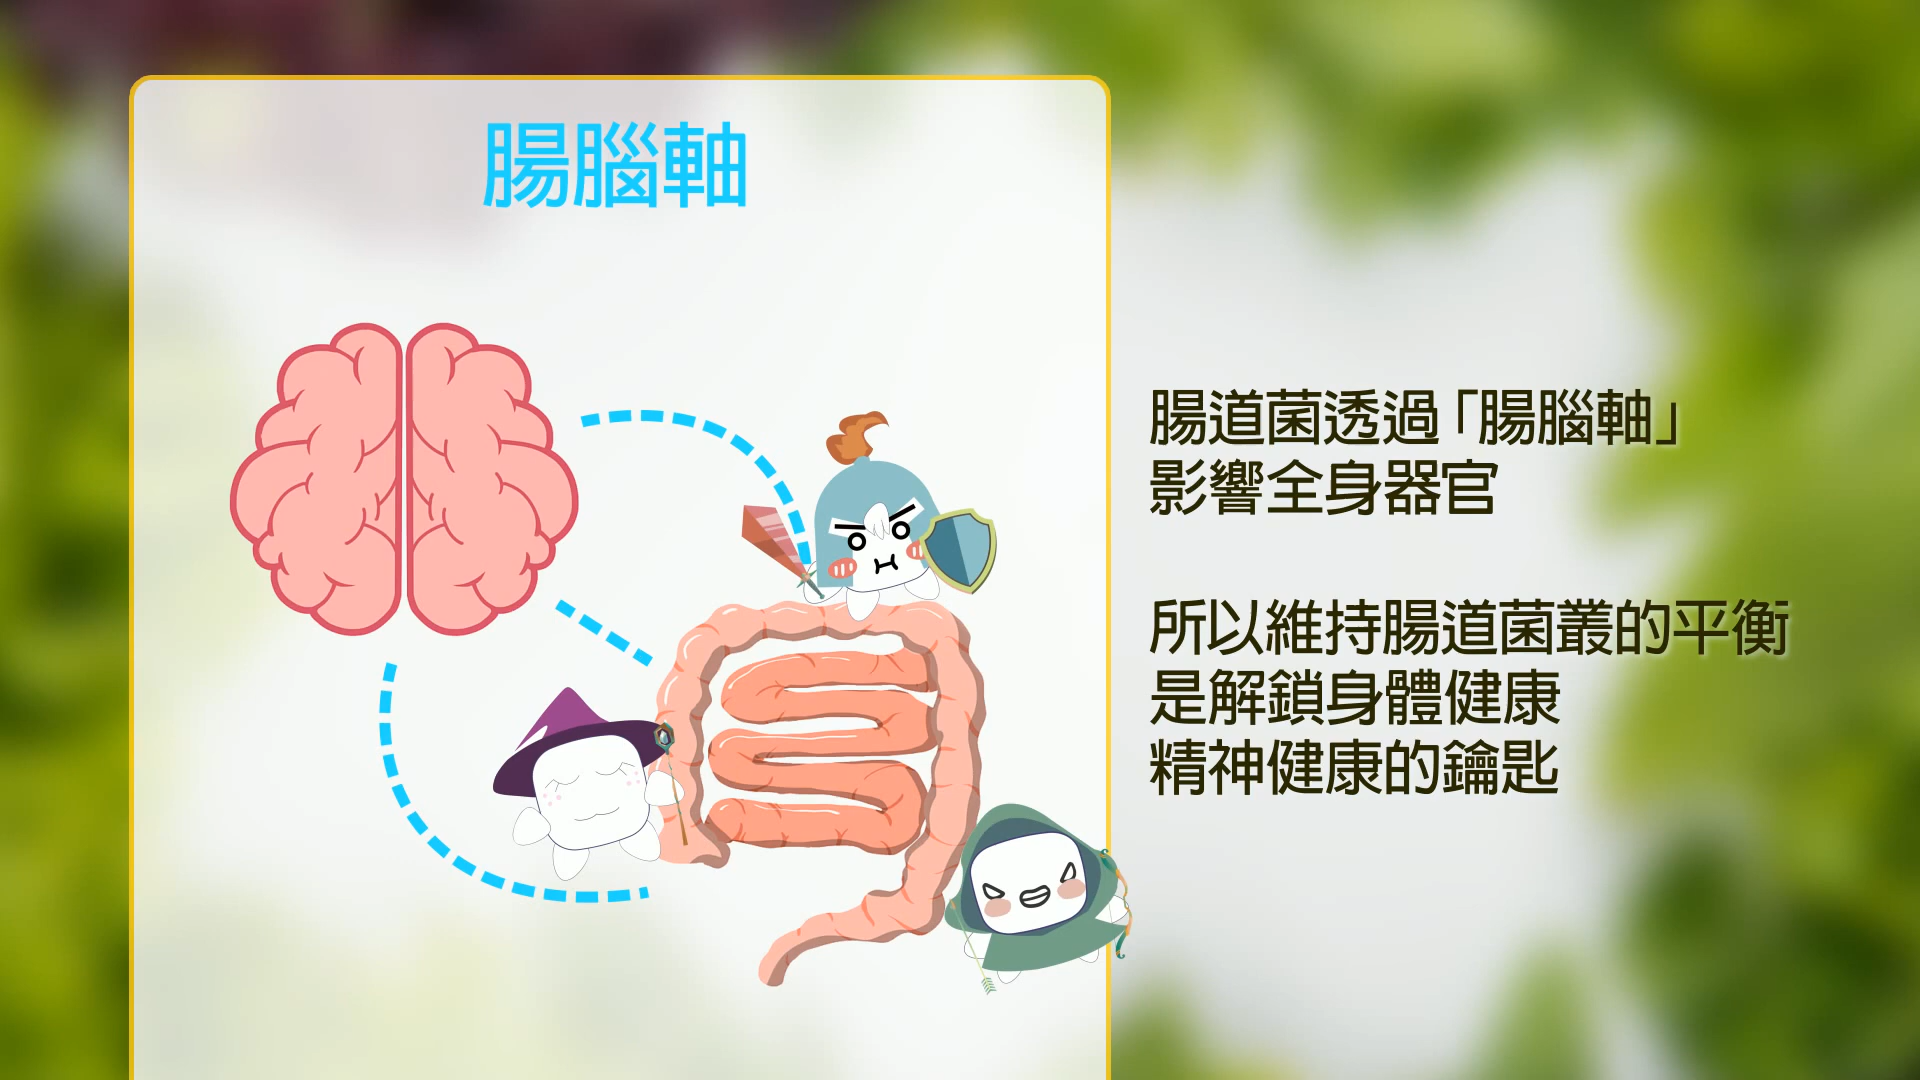 腸腦軸
腸道菌透過「腸腦軸」
影響全身器官
所以維持腸道菌叢的平衡
是解鎖身體健康
精神健康的鑰匙